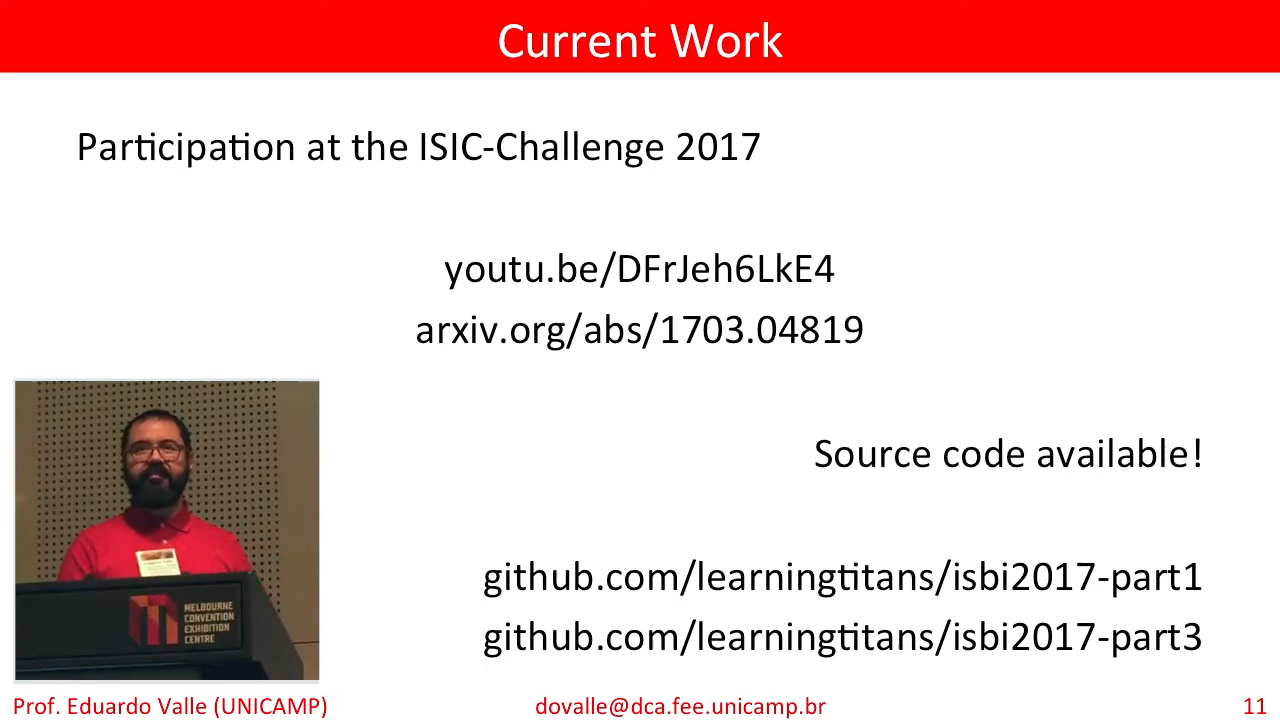 Current Work
Participation at the ISIC-Challenge 2017
youtu.be/DFrJeh6LkE4
arxiv.org/abs/1703.04819
Source code available!
github.com/learningtitans/isbi2017-part1
github.com/learningtitans/isbi2017-part3
MELBOURNE
CONVENTION
EXHIBITION
CENTRE
Prof. Eduardo Valle (UNICAMP) dovalle@dca.fee.unicamp.br 11